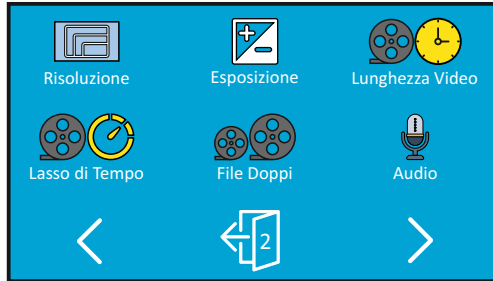 Risoluzione
Esposizione
Lunghezza Video
Lasso di Tempo
File Doppi
Audio
2